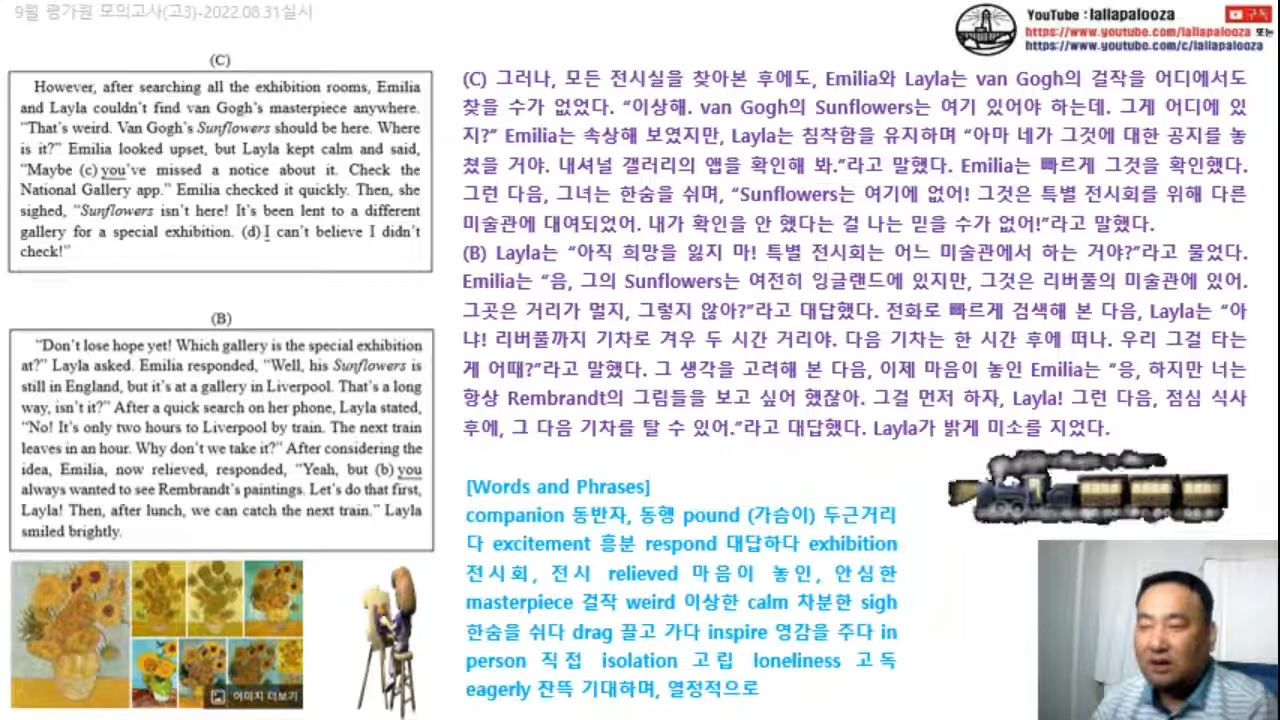 9월 평가원 모의고사(고3)-2022.08.31실시
YouTube : lallapalooza
구독
https://www.youtube.com/lallapalooza 또는
https://www.youtube.com/c/lallapalooza
(C)
However, after searching all the exhibition rooms, Emilia
and Layla couldn't find van Gogh's masterpiece anywhere.
"That's weird. Van Gogh's Sunflowers should be here. Where
is it?" Emilia looked upset, but Layla kept calm and said,
"Maybe (c) you've missed a notice about it. Check the
National Gallery app." Emilia checked it quickly. Then, she
sighed, "Sunflowers isn't here! It's been lent to a different
gallery for a special exhibition. (d) I can't believe I didn't
check!"
(B)
"Don't lose hope yet! Which gallery is the special exhibition
at?" Layla asked. Emilia responded, "Well, his Sunflowers is
still in England, but it's at a gallery in Liverpool. That's a long
way, isn't it?" After a quick search on her phone, Layla stated,
"No! It's only two hours to Liverpool by train. The next train
leaves in an hour. Why don't we take it?" After considering the
idea, Emilia, now relieved, responded, "Yeah, but (b) you
always wanted to see Rembrandt's paintings. Let's do that first,
Layla! Then, after lunch, we can catch the next train." Layla
smiled brightly.
이미지 더보기
(C) 그러나, 모든 전시실을 찾아본 후에도, Emilia와 Layla는 van Gogh의 걸작을 어디에서도
찾을 수가 없었다. "이상해. van Gogh의 Sunflowers는 여기 있어야 하는데. 그게 어디에 있
지?" Emilia는 속상해 보였지만, Layla는 침착함을 유지하며 "아마 네가 그것에 대한 공지를 놓
쳤을 거야. 내셔널 갤러리의 앱을 확인해 봐."라고 말했다. Emilia는 빠르게 그것을 확인했다.
그런 다음, 그녀는 한숨을 쉬며, "Sunflowers는 여기에 없어! 그것은 특별 전시회를 위해 다른
미술관에 대여되었어. 내가 확인을 안 했다는 걸 나는 믿을 수가 없어!"라고 말했다.
(B) Layla는 "아직 희망을 잃지 마! 특별 전시회는 어느 미술관에서 하는 거야?"라고 물었다.
Emilia는 "음, 그의 Sunflowers는 여전히 잉글랜드에 있지만, 그것은 리버풀의 미술관에 있어.
그곳은 거리가 멀지, 그렇지 않아?"라고 대답했다. 전화로 빠르게 검색해 본 다음, Layla는 "아
냐! 리버풀까지 기차로 겨우 두 시간 거리야. 다음 기차는 한 시간 후에 떠나. 우리 그걸 타는
게 어때?"라고 말했다. 그 생각을 고려해 본 다음, 이제 마음이 놓인 Emilia는 "응, 하지만 너는
항상 Rembrandt의 그림들을 보고 싶어 했잖아. 그걸 먼저 하자, Layla! 그런 다음, 점심 식사
후에, 그 다음 기차를 탈 수 있어."라고 대답했다. Layla가 밝게 미소를 지었다.
[Words and Phrases]
companion 동반자, 동행 pound (가슴이) 두근거리
다 excitement 흥분 respond 대답하다 exhibition
전시회, 전시 relieved 마음이 놓인, 안심한
masterpiece 걸작 weird 이상한 calm 차분한 sigh
한숨을 쉬다 drag 끌고 가다 inspire 영감을 주다 in
person 직접 isolation 고립 loneliness 고독
eagerly 잔뜩 기대하며, 열정적으로